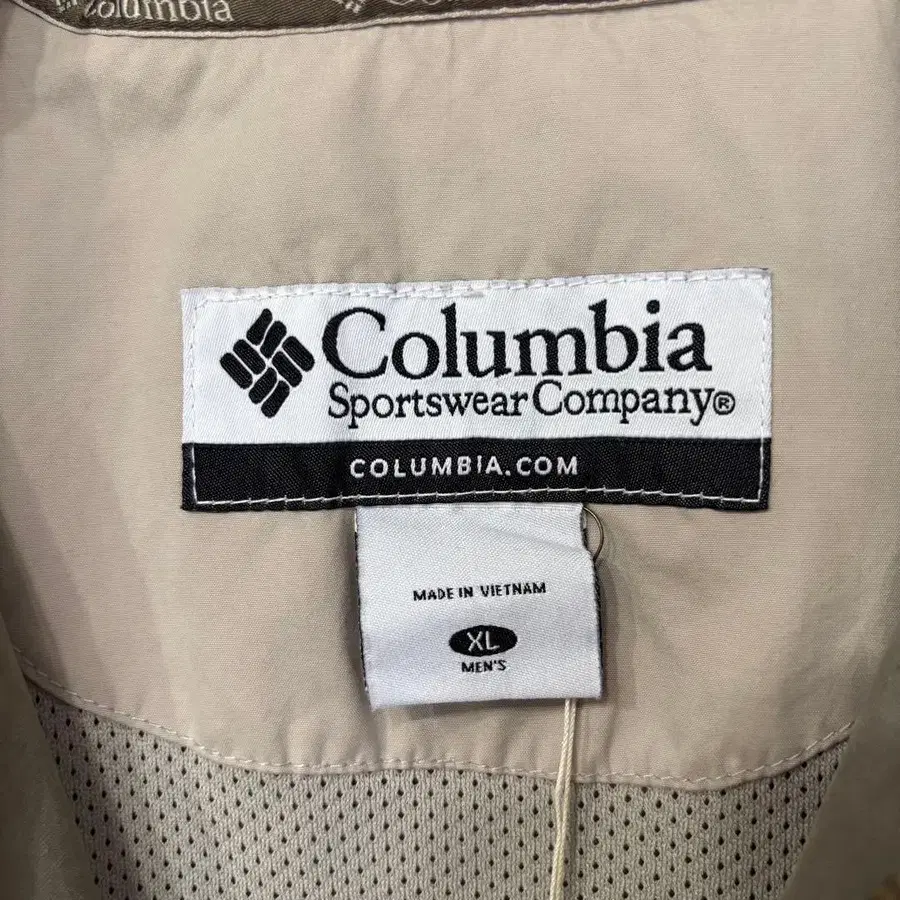 Columbia
Columbia
Sportswear Company®
COLUMBIA.COM
MADE IN VIETNAM
XL
MEN'S